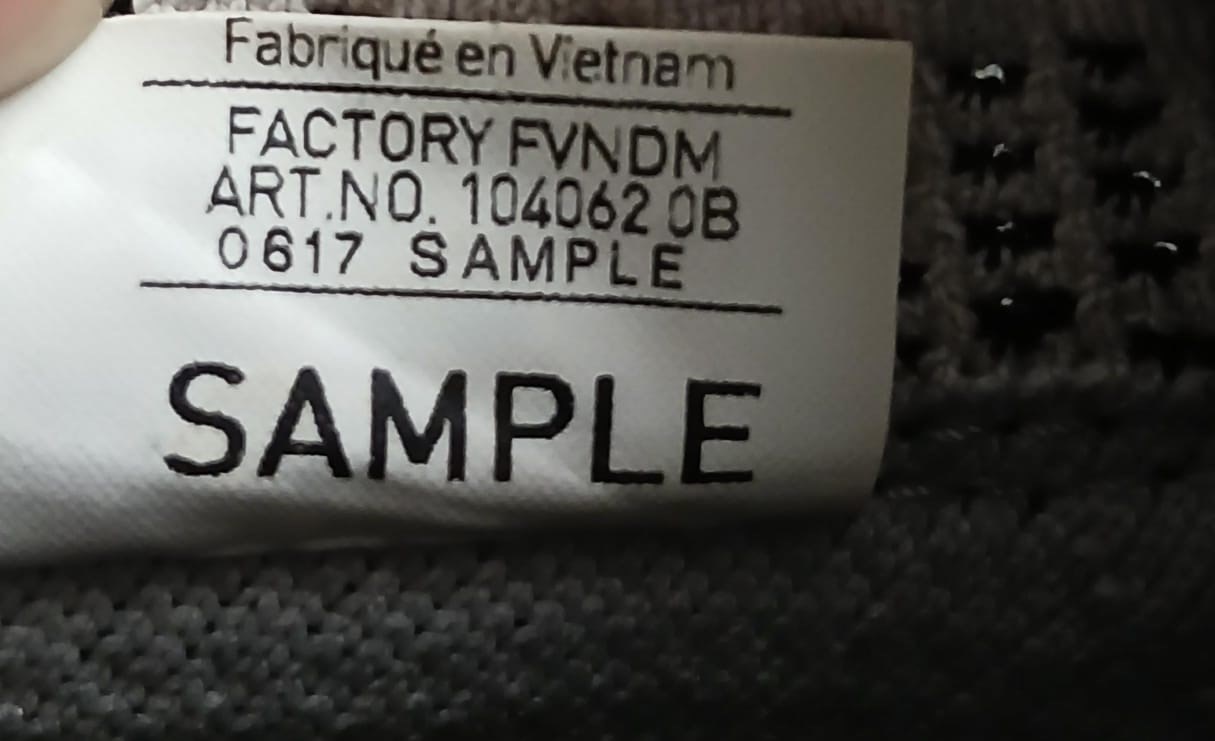 Fabriqué en Vietnam
FACTORY FVNDM
ART.NO. 104062 0B
0617 SAMPLE
SAMPLE